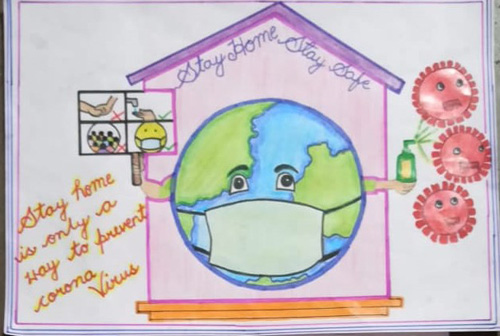 Stay Home Stay Safe
Stay home
is only a
way to prevent
corona
Virus